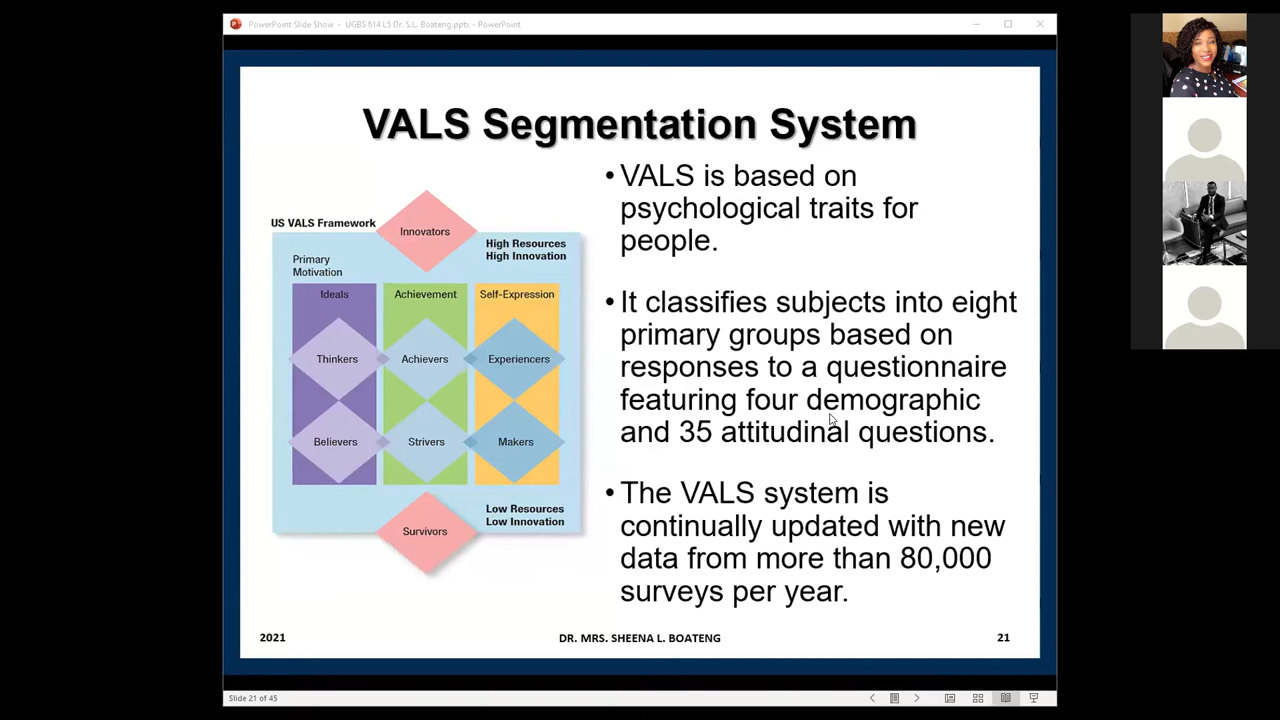 PowerPoint Slide Show - UGBS 614 L5 Dr. S.L. Boateng.pptx - PowerPoint
VALS Segmentation System
US VALS Framework
Innovators
High Resources
High Innovation
Primary
Motivation
Ideals
Achievement
Self-Expression
Thinkers
Achievers
Experiencers
Believers
Strivers
Makers
Low Resources
Low Innovation
Survivors
• VALS is based on
psychological traits for
people.
• It classifies subjects into eight
primary groups based on
responses to a questionnaire
featuring four demographic
and 35 attitudinal questions.
• The VALS system is
continually updated with new
data from more than 80,000
surveys per year.
2021
DR. MRS. SHEENA L. BOATENG
21
Slide 21 of 45